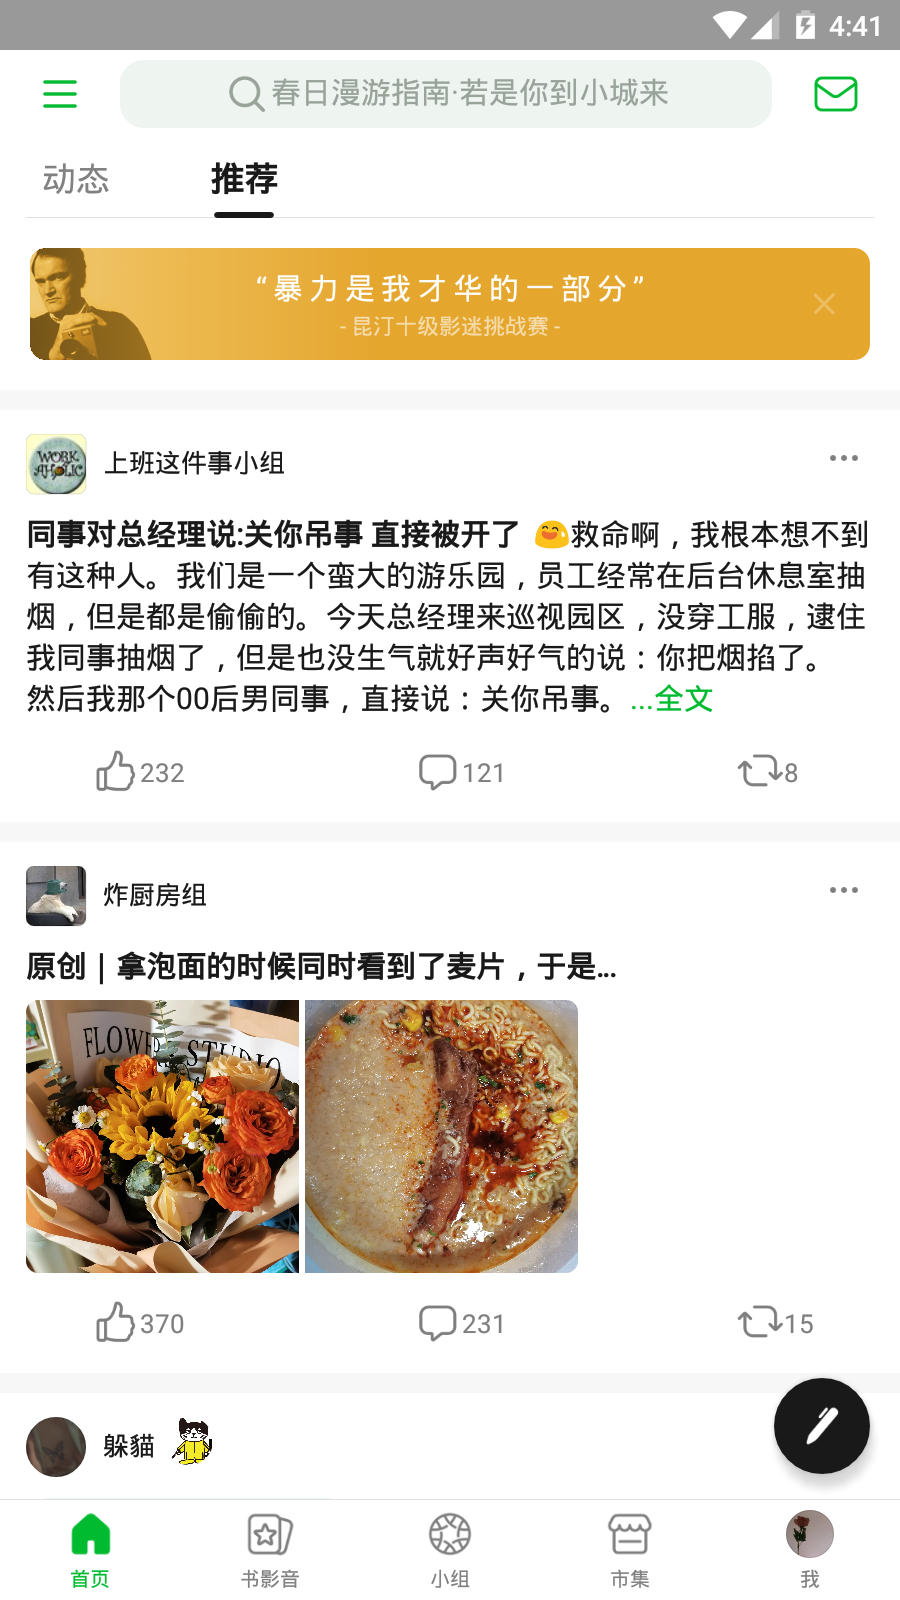 4:41
春日漫游指南·若是你到小城来
动态
推荐
“暴力是我才华的一部分”
- 昆汀十级影迷挑战赛 -
WORK
AHOLIC
上班这件事小组
同事对总经理说:关你吊事 直接被开了 😅救命啊，我根本想不到
有这种人。我们是一个蛮大的游乐园，员工经常在后台休息室抽
烟，但是都是偷偷的。今天总经理来巡视园区，没穿工服，逮住
我同事抽烟了，但是也没生气就好声好气的说：你把烟掐了。
然后我那个00后男同事，直接说：关你吊事。...全文
232
121
8
炸厨房组
原创｜拿泡面的时候同时看到了麦片，于是...
FLOWER STUDIO
370
231
15
躲貓
首页
书影音
小组
市集
我